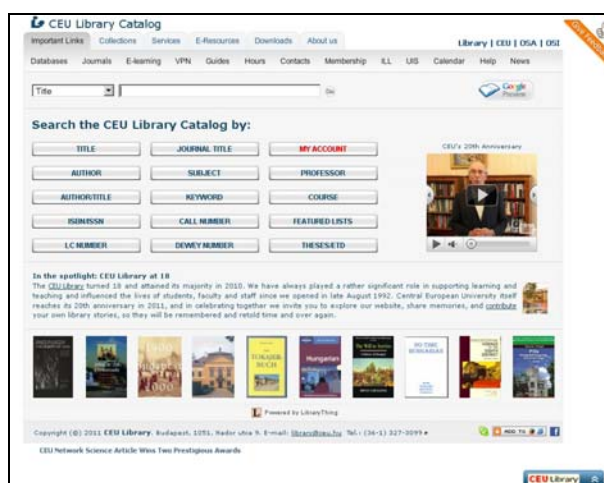 CEU Library Catalog
Important Links Collections Services E-Resources Downloads About us
Library | CEU | OSA | OSI
Give Feedback
Databases Journals E-learning VPN Guides Hours Contacts Membership ILL UIS Calendar Help News
Title
Go
Google Preview
Search the CEU Library Catalog by:
CEU's 20th Anniversary
TITLE JOURNAL TITLE MY ACCOUNT
AUTHOR SUBJECT PROFESSOR
AUTHOR/TITLE KEYWORD COURSE
ISBN/ISSN CALL NUMBER FEATURED LISTS
LC NUMBER DEWEY NUMBER THESES/ETD
In the spotlight: CEU Library at 18
The CEU Library turned 18 and attained its majority in 2010. We have always played a rather significant role in supporting learning and
teaching and influenced the lives of students, faculty and staff since we opened in late August 1992. Central European University itself
reaches its 20th anniversary in 2011, and in celebrating together we invite you to explore our website, share memories, and contribute
your own library stories, so they will be remembered and retold time and over again.
TOKAJER-
BUCH
Hungarian
Powered by LibraryThing
Copyright (©) 2011 CEU Library. Budapest, 1051. Nador utca 9. E-mail: library@ceu.hu Tel.: (36-1) 327-3099
ADD TO
CEU Network Science Article Wins Two Prestigious Awards
CEU Library